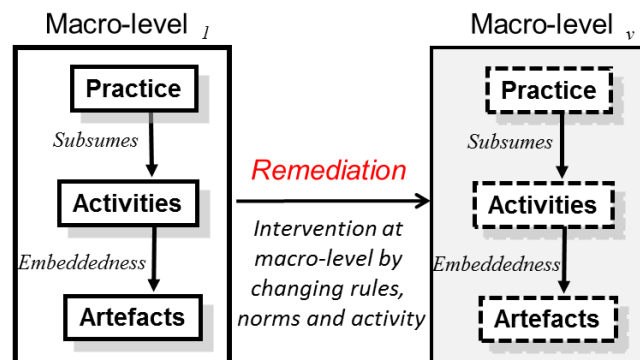 Macro-level 1
Practice
Subsumes
Activities
Embeddedness
Artefacts
Remediation
Intervention at
macro-level by
changing rules,
norms and activity
Macro-level v
Practice
Subsumes
Activities
Embeddedness
Artefacts